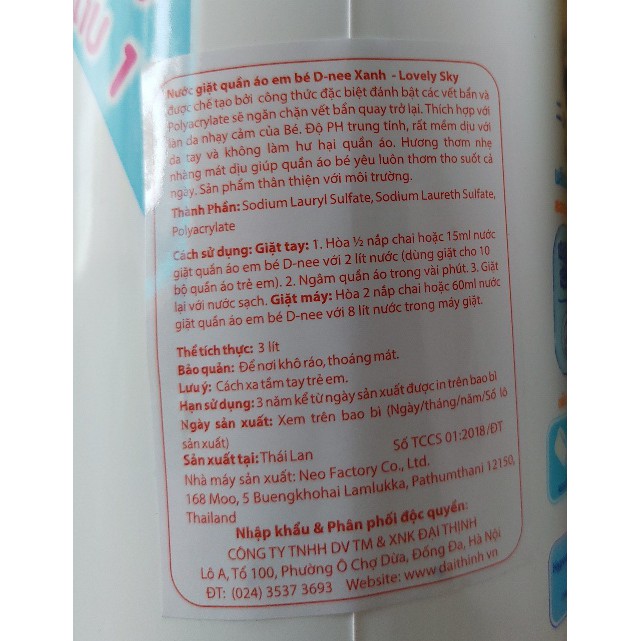 1
Nước giặt quần áo em bé D-nee Xanh - Lovely Sky
được chế tạo bởi công thức đặc biệt đánh bật các vết bẩn và
Polyacrylate sẽ ngăn chặn vết bẩn quay trở lại. Thích hợp với
làn da nhạy cảm của Bé. Độ PH trung tính, rất mềm dịu với
da tay và không làm hư hại quần áo. Hương thơm nhẹ
nhàng mát dịu giúp quần áo bé yêu luôn thơm tho suốt cả
ngày. Sản phẩm thân thiện với môi trường.
Thành Phần: Sodium Lauryl Sulfate, Sodium Laureth Sulfate,
Polyacrylate
Cách sử dụng: Giặt tay: 1. Hòa ½ nắp chai hoặc 15ml nước
giặt quần áo em bé D-nee với 2 lít nước (dùng giặt cho 10
bộ quần áo trẻ em). 2. Ngâm quần áo trong vài phút. 3. Giặt
lại với nước sạch. Giặt máy: Hòa 2 nắp chai hoặc 60ml nước
giặt quần áo em bé D-nee với 8 lít nước trong máy giặt.
Thể tích thực: 3 lít
Bảo quản: Để nơi khô ráo, thoáng mát.
Lưu ý: Cách xa tầm tay trẻ em.
Hạn sử dụng: 3 năm kể từ ngày sản xuất được in trên bao bì
Ngày sản xuất: Xem trên bao bì (Ngày/tháng/năm/Số lô
sản xuất)
Sản xuất tại: Thái Lan Số TCCS 01:2018/ĐT
Nhà máy sản xuất: Neo Factory Co., Ltd.
168 Moo, 5 Buengkhohai Lamlukka, Pathumthani 12150,
Thailand
Nhập khẩu & Phân phối độc quyền:
CÔNG TY TNHH DV TM & XNK ĐẠI THỊNH
Lô A, Tổ 100, Phường Ô Chợ Dừa, Đống Đa, Hà Nội
ĐT: (024) 3537 3693 Website: www.daithinh.vn